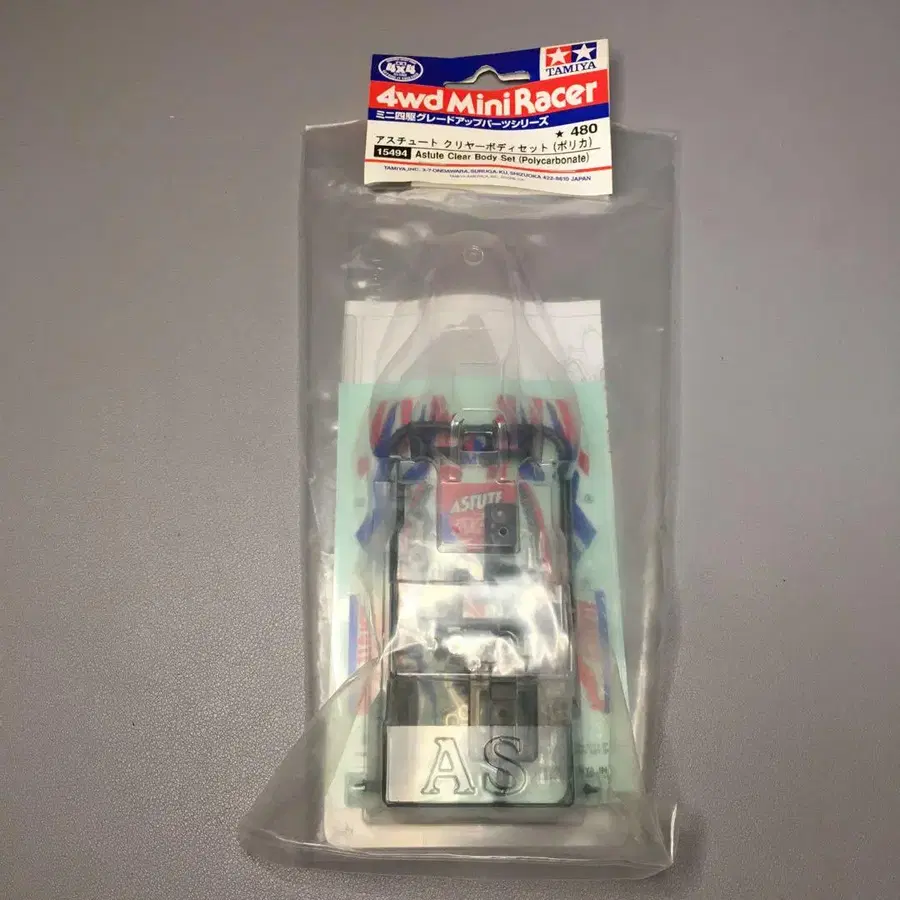 4x4
TAMIYA
4wd Mini Racer
ミニ四駆グレードアップパーツシリーズ
★ 480
アスチュート クリヤーボディセット (ポリカ)
15494 Astute Clear Body Set (Polycarbonate)
TAMIYA, INC. 3-7 ONDAWARA, SURUGA-KU, SHIZUOKA 422-8610 JAPAN
ASTUTE
AS